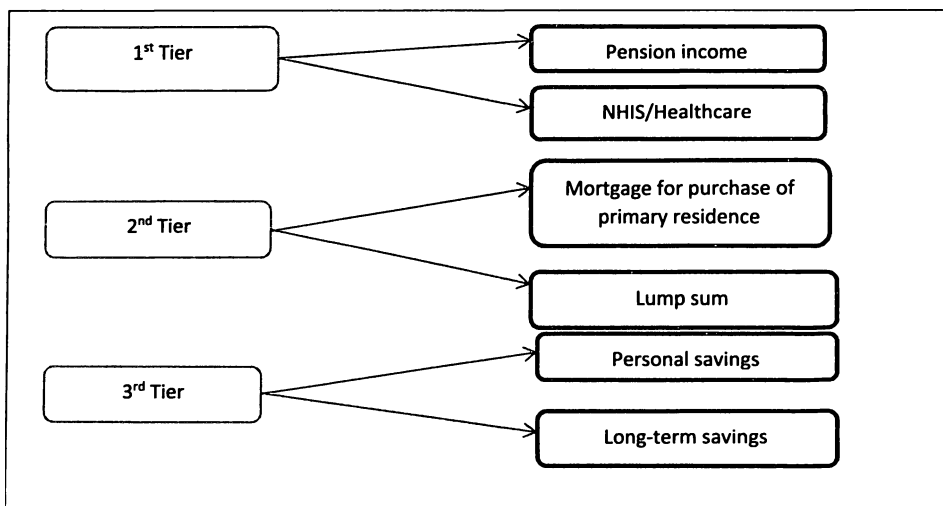 1st Tier
Pension income
NHIS/Healthcare
2nd Tier
Mortgage for purchase of
primary residence
Lump sum
3rd Tier
Personal savings
Long-term savings